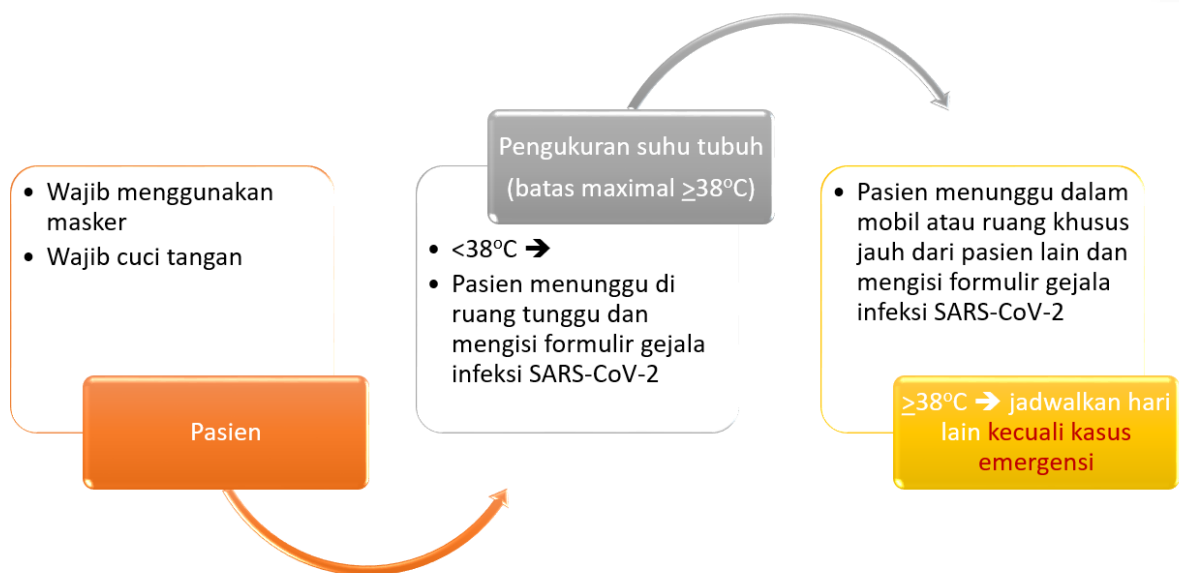 • Wajib menggunakan
masker
• Wajib cuci tangan
Pasien
Pengukuran suhu tubuh
(batas maximal ≥38°C)
• <38°C ➔
• Pasien menunggu di
ruang tunggu dan
mengisi formulir gejala
infeksi SARS-CoV-2
• Pasien menunggu dalam
mobil atau ruang khusus
jauh dari pasien lain dan
mengisi formulir gejala
infeksi SARS-CoV-2
≥38°C ➔ jadwalkan hari
lain kecuali kasus
emergensi